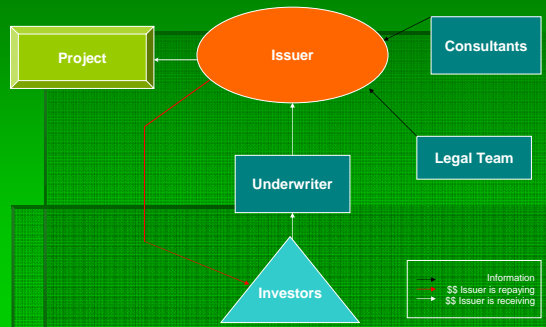 Issuer
Consultants
Project
Legal Team
Underwriter
Investors
Information
$$ Issuer is repaying
$$ Issuer is receiving